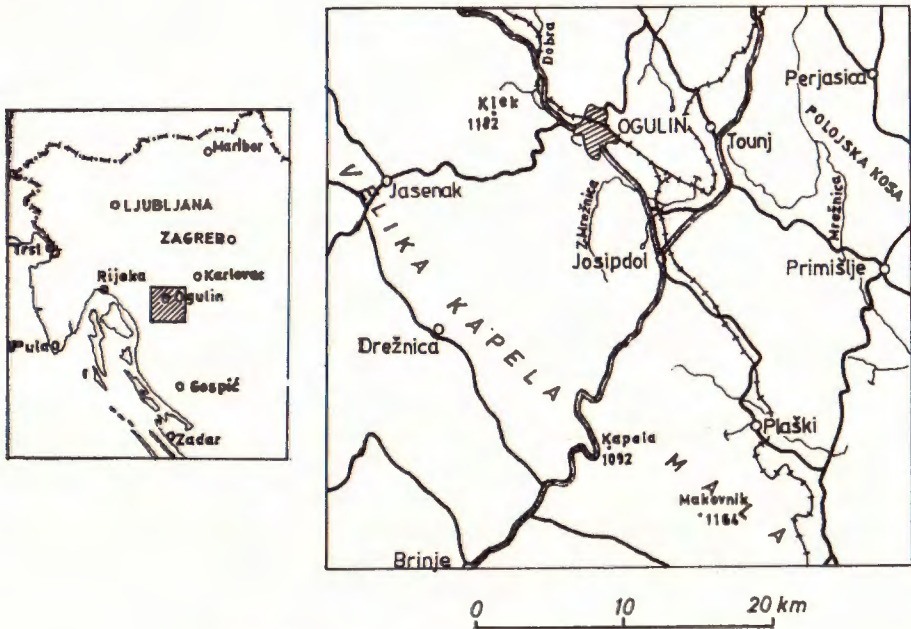 Maribor
LJUBLJANA
ZAGREB
Trst
Rijeka
Karlovac
Ogulin
Pula
Gospić
Zadar
Dobra
Klek
1182
OGULIN
Tounj
Perjasica
POLOJSKA KOSA
Jasenak
Z.Mrežnica
Mrežnica
Josipdol
Primišlje
VELIKA KAPELA
Drežnica
Plaški
Kapela
1092
MALA
Makovnik
1164
Brinje
0 10 20 km